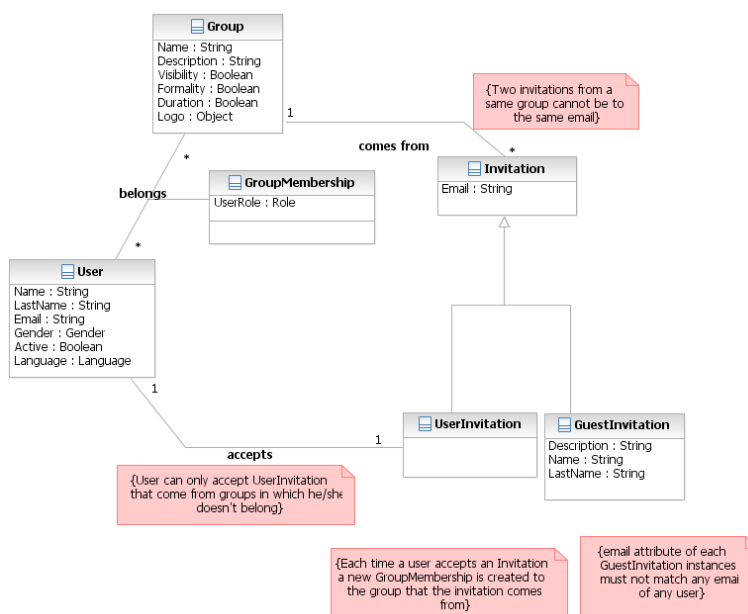 Group
Name : String
Description : String
Visibility : Boolean
Formality : Boolean
Duration : Boolean
Logo : Object
{Two invitations from a
same group cannot be to
the same email}
1
comes from
*
*
Invitation
Email : String
belongs
GroupMembership
UserRole : Role
*
User
Name : String
LastName : String
Email : String
Gender : Gender
Active : Boolean
Language : Language
1
1
accepts
UserInvitation
GuestInvitation
Description : String
Name : String
LastName : String
{User can only accept UserInvitation
that come from groups in which he/she
doesn't belong}
{Each time a user accepts an Invitation
a new GroupMembership is created to
the group that the invitation comes
from}
{email attribute of each
GuestInvitation instances
must not match any emai
of any user}